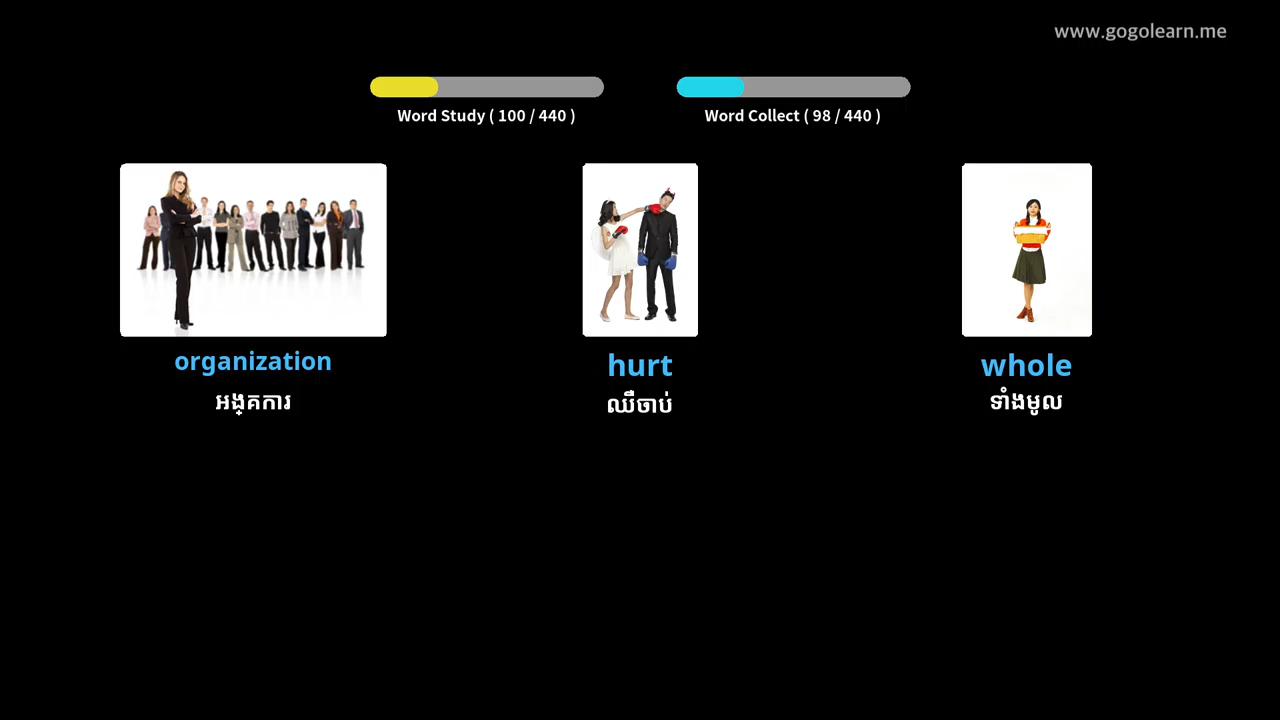 www.gogolearn.me
Word Study ( 100 / 440 )
Word Collect ( 98 / 440 )
organization
hurt
whole
អង្គការ
ឈឺចាប់
ទាំងមូល